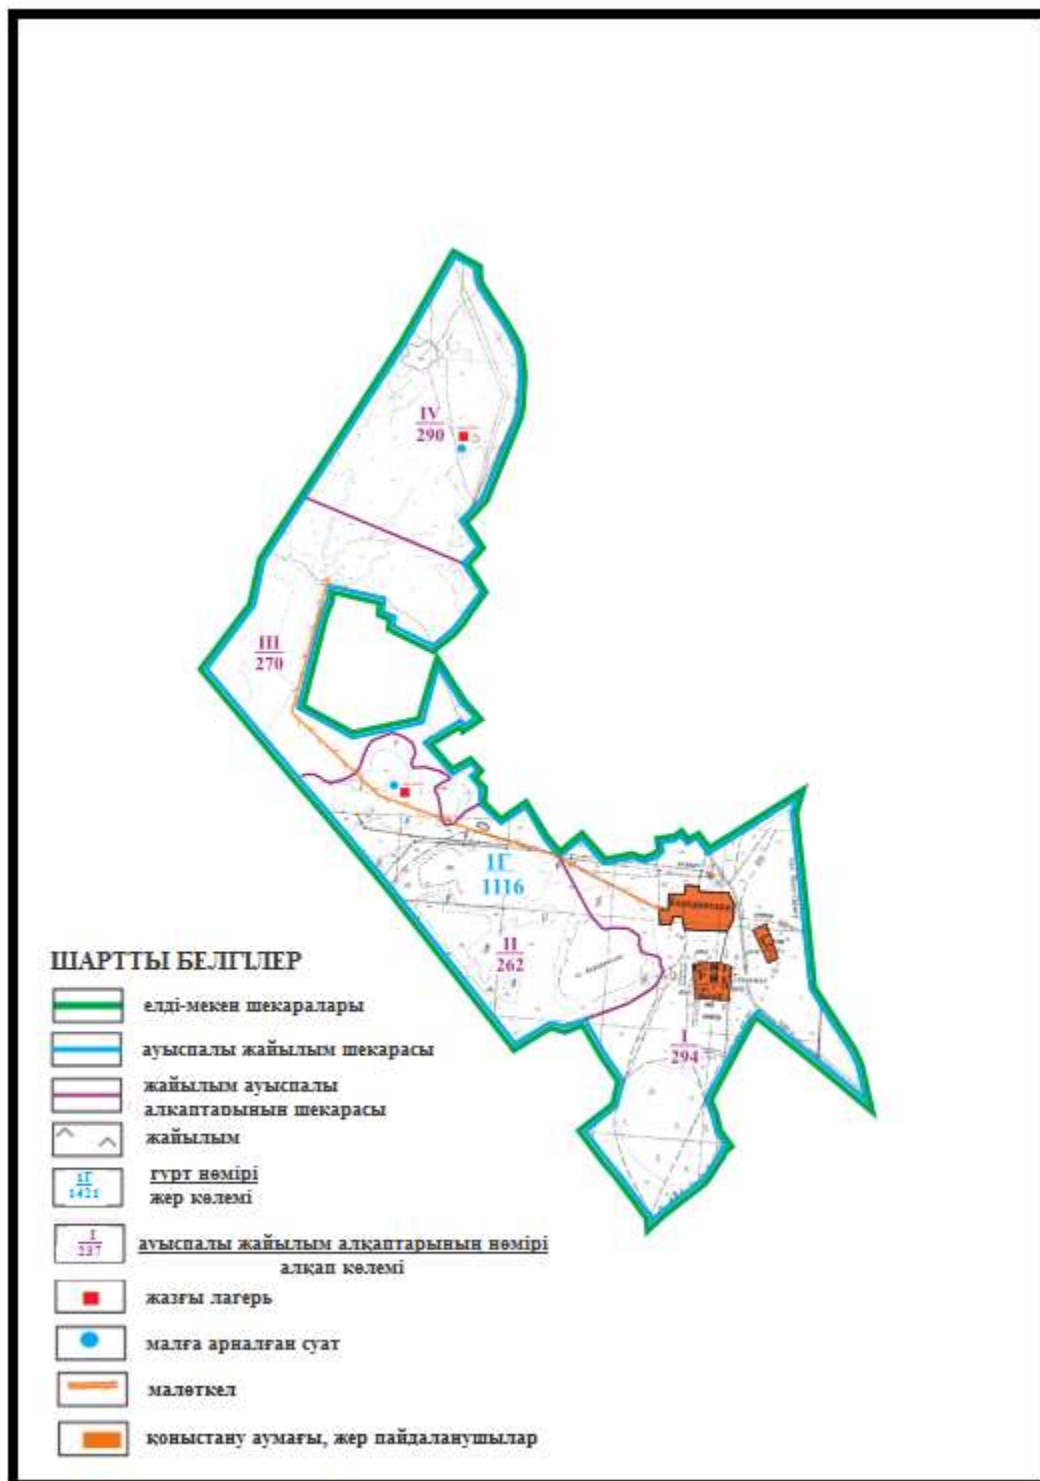 IV
290
III
270
1Г
1116
II
262
I
294
ШАРТТЫ БЕЛГІЛЕР
елді-мекен шекаралары
ауыспалы жайылым шекарасы
жайылым ауыспалы
алқаптарының шекарасы
жайылым
1Г
1421
гурт нөмірі
жер көлемі
I
237
ауыспалы жайылым алқаптарының нөмірі
алқап көлемі
жазғы лагерь
малға арналған суат
малөткел
қоныстану аумағы, жер пайдаланушылар